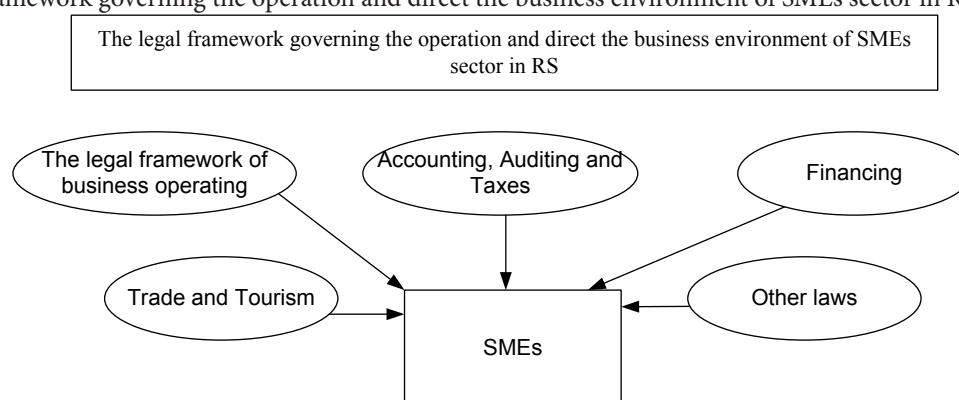 amework governing the operation and direct the business environment of SMEs sector in R
The legal framework governing the operation and direct the business environment of SMEs
sector in RS
The legal framework of
business operating
Accounting, Auditing and
Taxes
Financing
Trade and Tourism
Other laws
SMEs